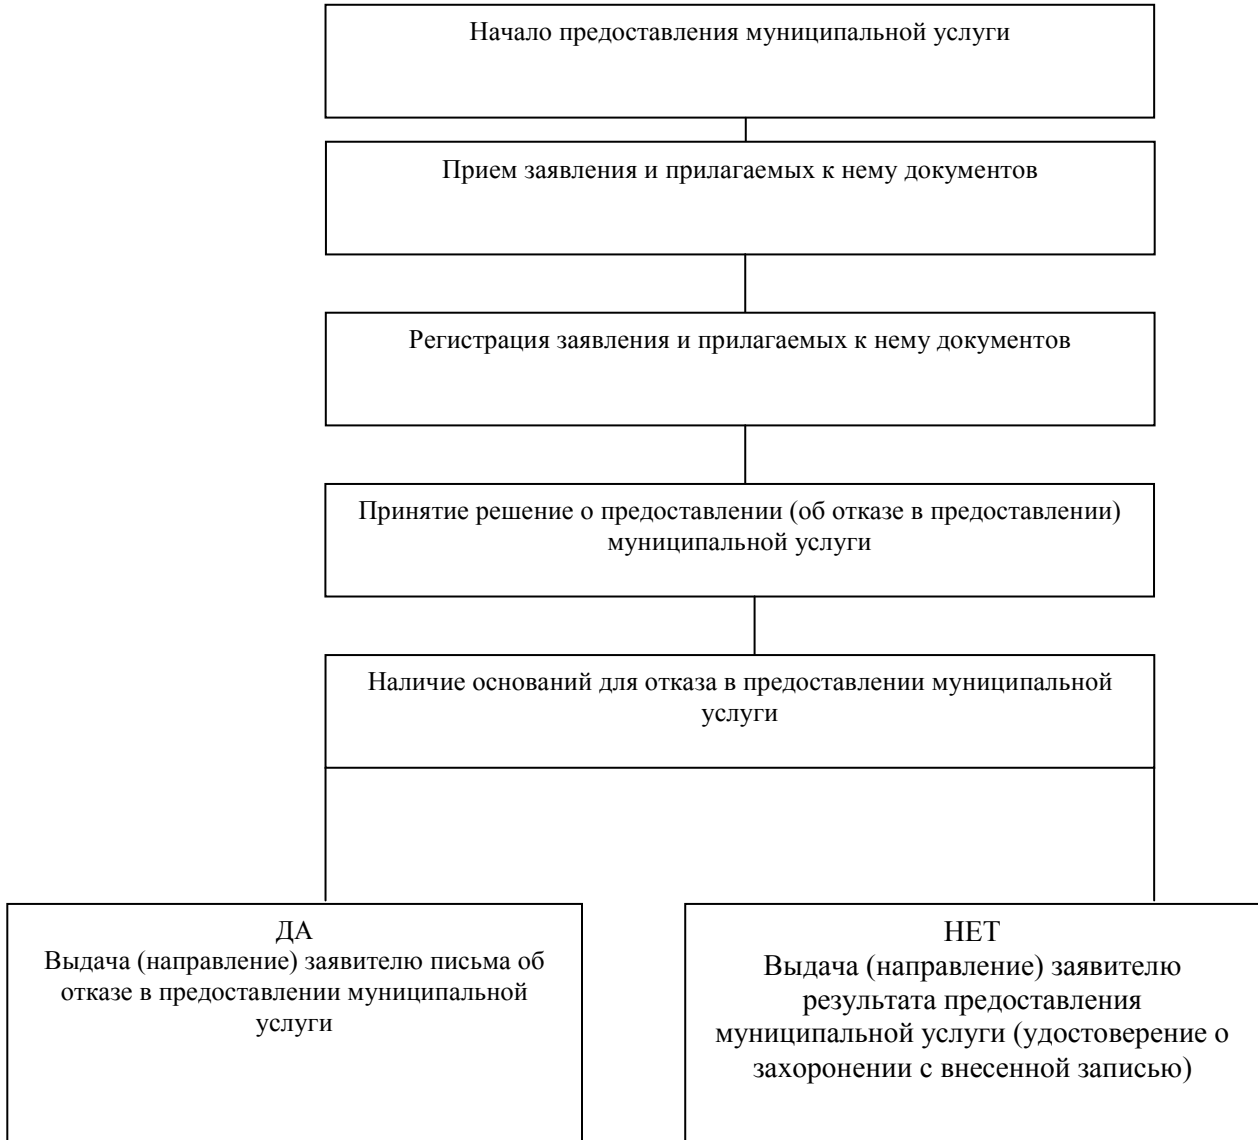 Начало предоставления муниципальной услуги
Прием заявления и прилагаемых к нему документов
Регистрация заявления и прилагаемых к нему документов
Принятие решение о предоставлении (об отказе в предоставлении)
муниципальной услуги
Наличие оснований для отказа в предоставлении муниципальной
услуги
ДА
Выдача (направление) заявителю письма об
отказе в предоставлении муниципальной
услуги
НЕТ
Выдача (направление) заявителю
результата предоставления
муниципальной услуги (удостоверение о
захоронении с внесенной записью)